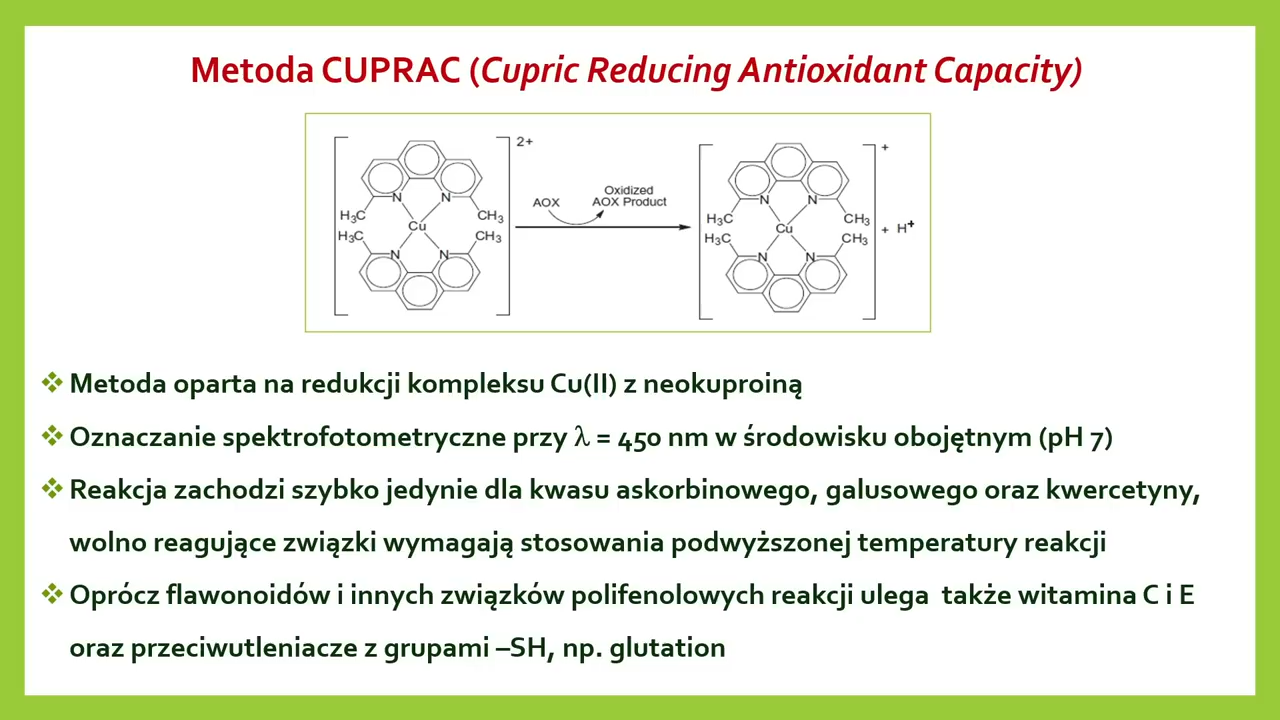 Metoda CUPRAC (Cupric Reducing Antioxidant Capacity)
2+
N N
H₃C CH₃
Cu
H₃C CH₃
N N
AOX
Oxidized
AOX Product
+
N N
H₃C CH₃
Cu
H₃C CH₃
N N
+ H⁺
❖ Metoda oparta na redukcji kompleksu Cu(II) z neokuproiną
❖ Oznaczanie spektrofotometryczne przy λ = 450 nm w środowisku obojętnym (pH 7)
❖ Reakcja zachodzi szybko jedynie dla kwasu askorbinowego, galusowego oraz kwercetyny,
wolno reagujące związki wymagają stosowania podwyższonej temperatury reakcji
❖ Oprócz flawonoidów i innych związków polifenolowych reakcji ulega także witamina C i E
oraz przeciwutleniacze z grupami –SH, np. glutation